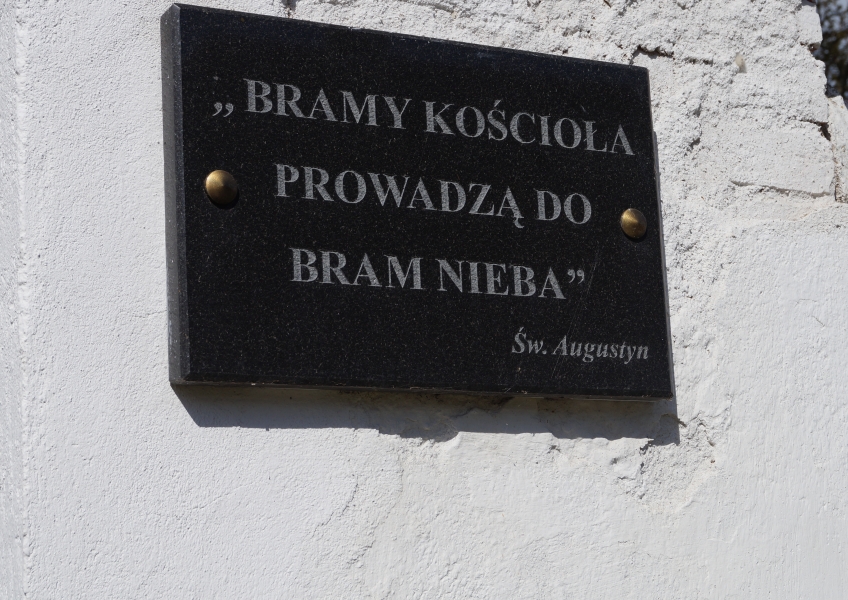 „BRAMY KOŚCIOŁA
PROWADZĄ DO
BRAM NIEBA”
Św. Augustyn